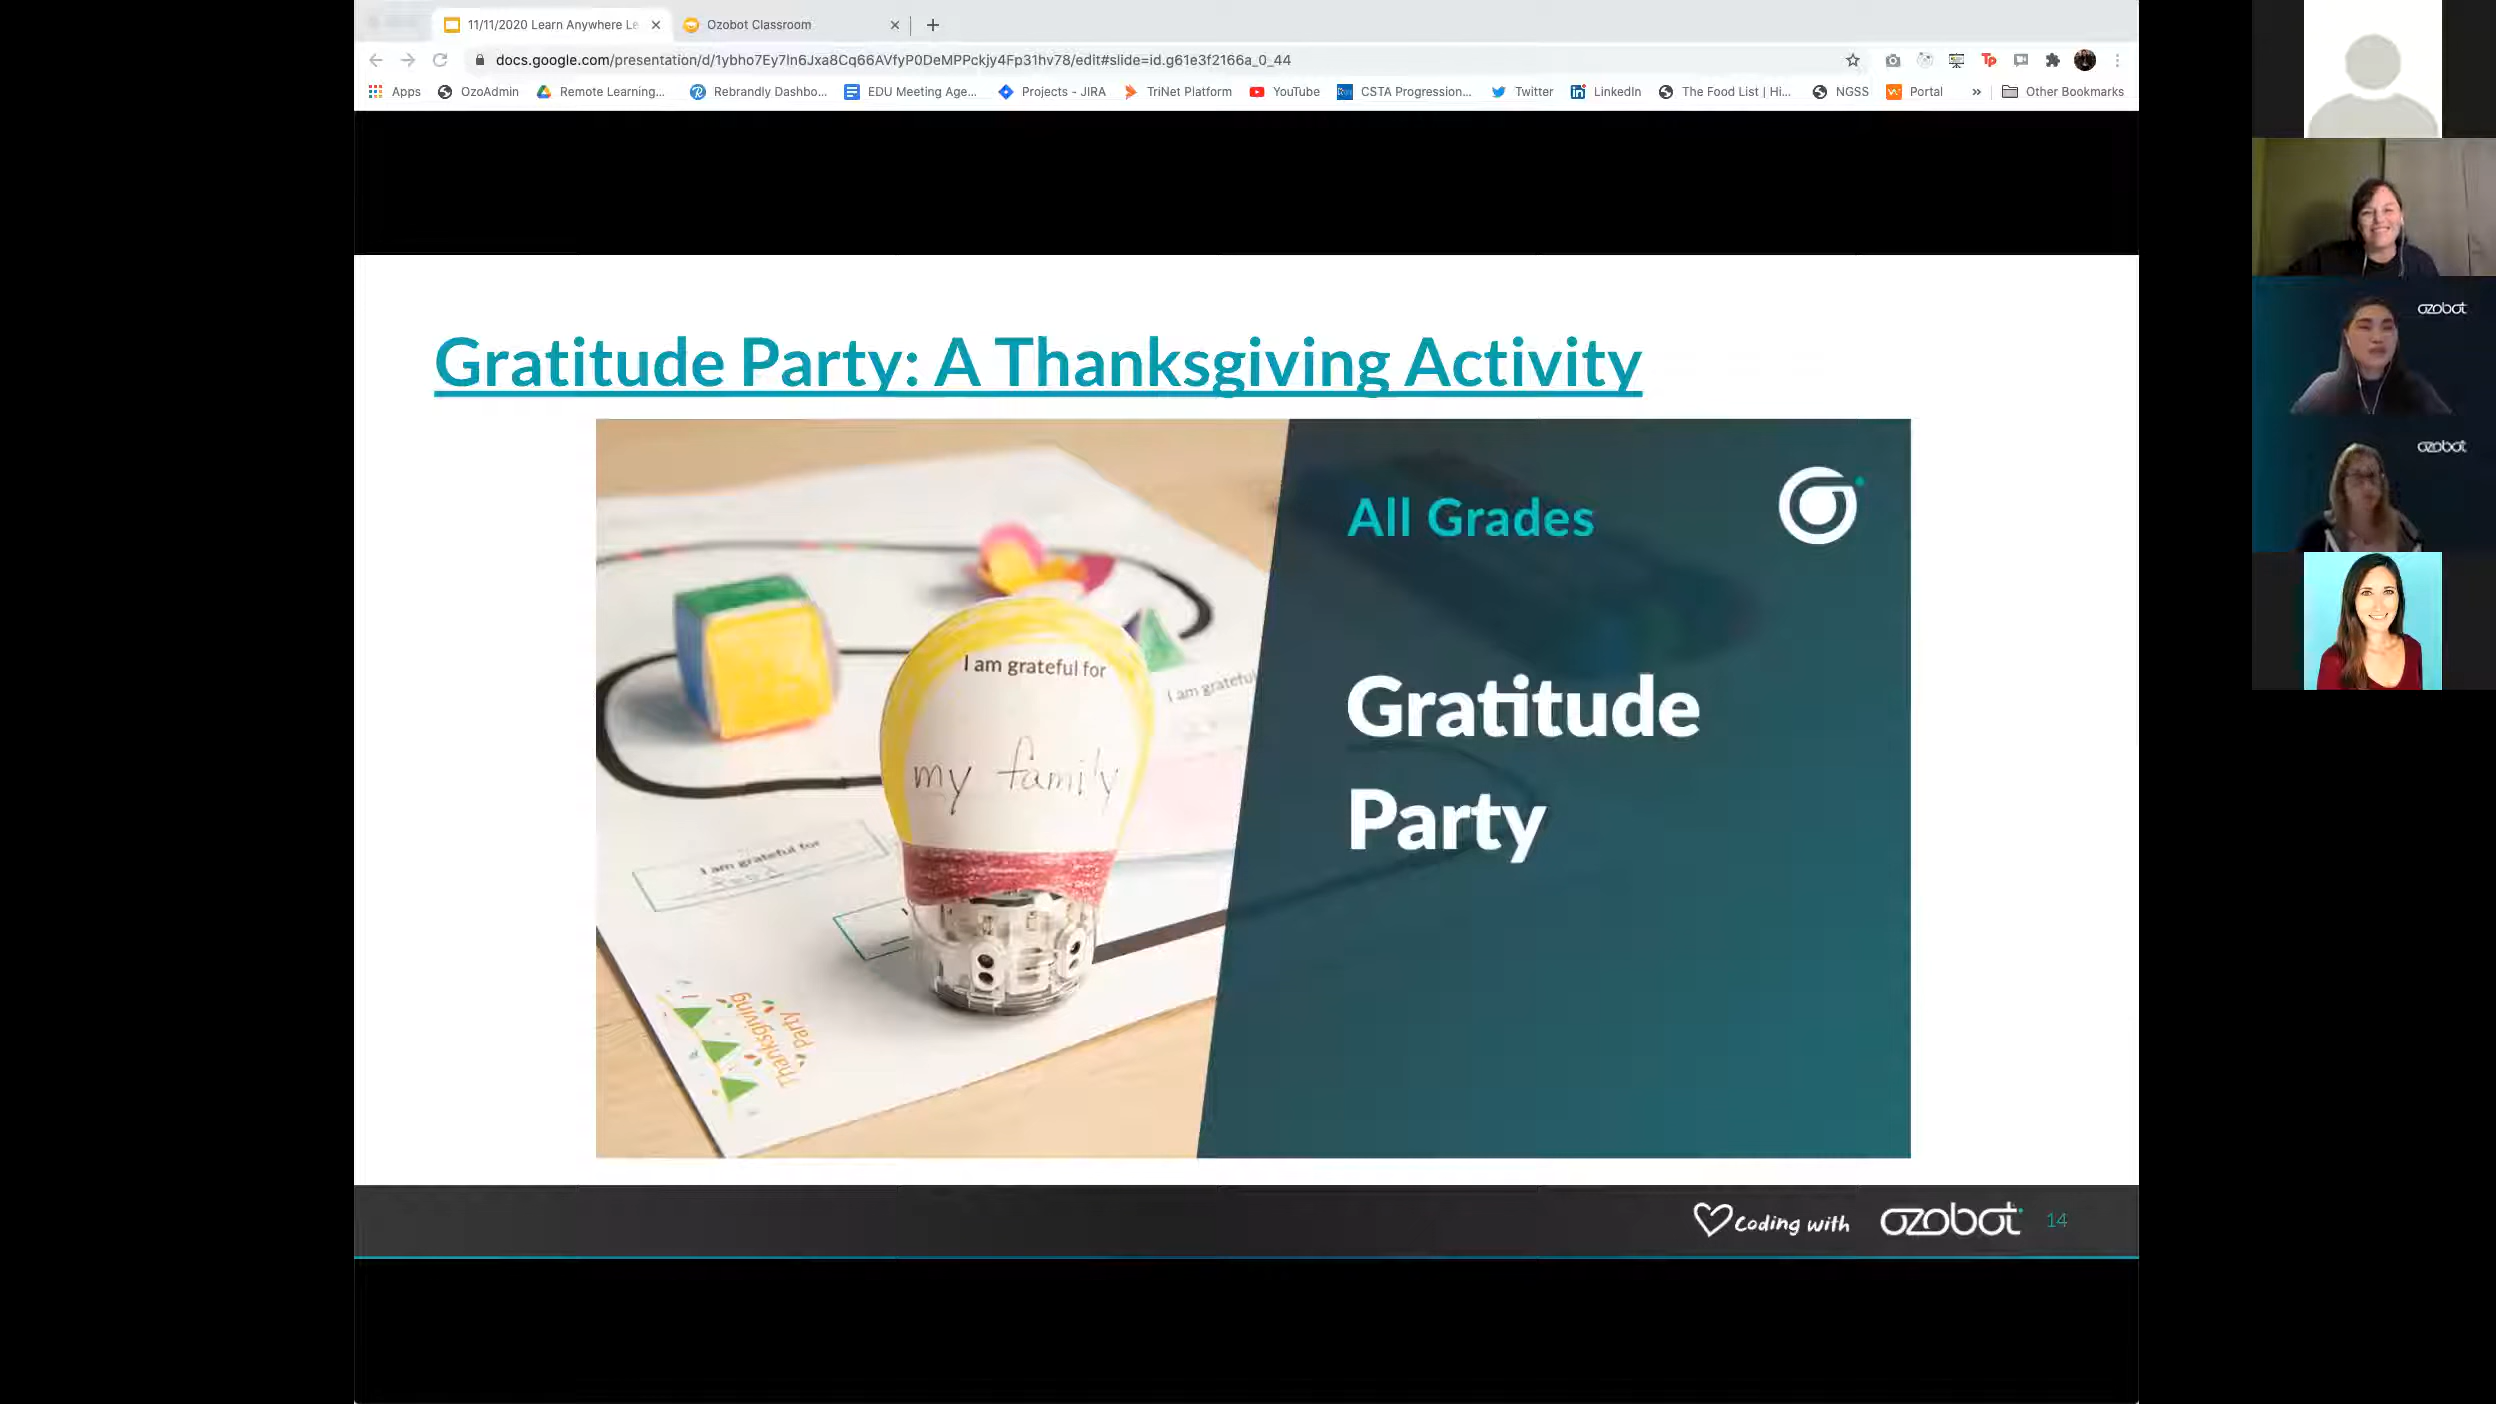 11/11/2020 Learn Anywhere Le
Ozobot Classroom
docs.google.com/presentation/d/1ybho7Ey7ln6Jxa8Cq66AVfyP0DeMPPckjy4Fp31hv78/edit#slide=id.g61e3f2166a_0_44
Apps OzoAdmin Remote Learning... Rebrandly Dashbo... EDU Meeting Age... Projects - JIRA TriNet Platform YouTube CSTA Progression... Twitter LinkedIn The Food List | Hi... NGSS Portal » Other Bookmarks
ozobot
ozobot
Gratitude Party: A Thanksgiving Activity
All Grades
Gratitude
Party
I am grateful for
my family
I am grateful
I am grateful for
Thanksgiving
Party
Coding with ozobot 14